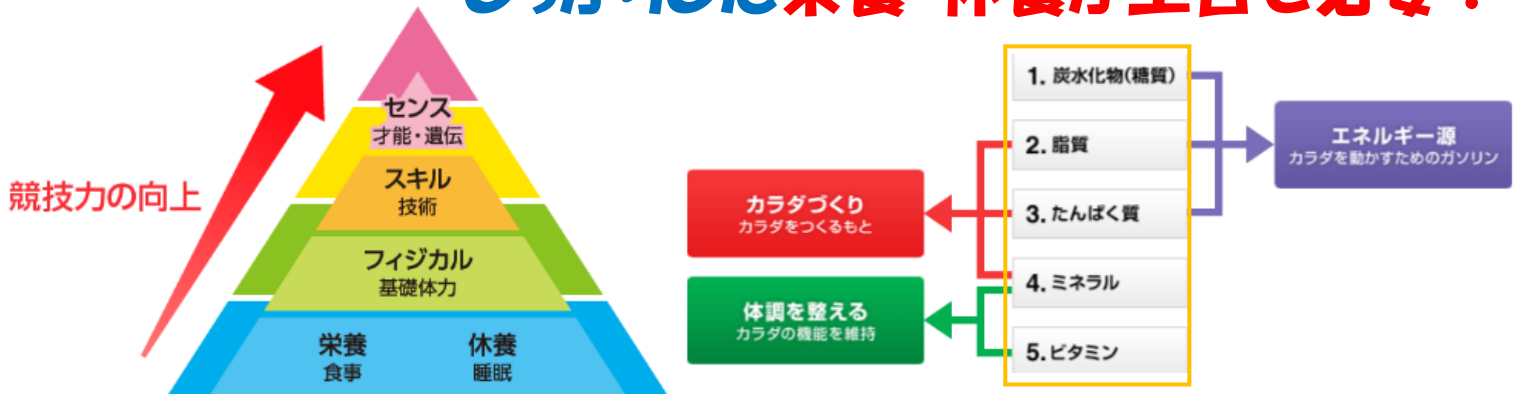 競技力の向上
センス
才能・遺伝
スキル
技術
フィジカル
基礎体力
栄養
食事
休養
睡眠
カラダづくり
カラダをつくるもと
体調を整える
カラダの機能を維持
1. 炭水化物(糖質)
2. 脂質
3. たんぱく質
4. ミネラル
5. ビタミン
エネルギー源
カラダを動かすためのガソリン